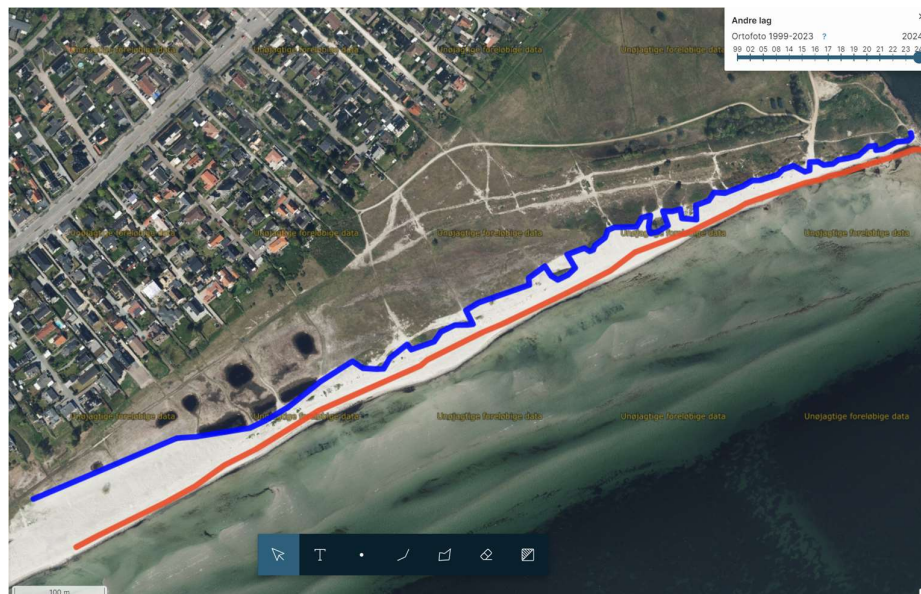 Andre lag
Ortofoto 1999-2023 ? 2024
99 02 05 08 14 15 16 17 18 19 20 21 22 23 24
Unøjagtige foreløbige data
Unøjagtige foreløbige data
Unøjagtige foreløbige data
Unøjagtige foreløbige data
Unøjagtige foreløbige data
Unøjagtige foreløbige data
Unøjagtige foreløbige data
Unøjagtige foreløbige data
Unøjagtige foreløbige data
Unøjagtige foreløbige data
Unøjagtige foreløbige data
Unøjagtige foreløbige data
Unøjagtige foreløbige data
Unøjagtige foreløbige data
T
100 m